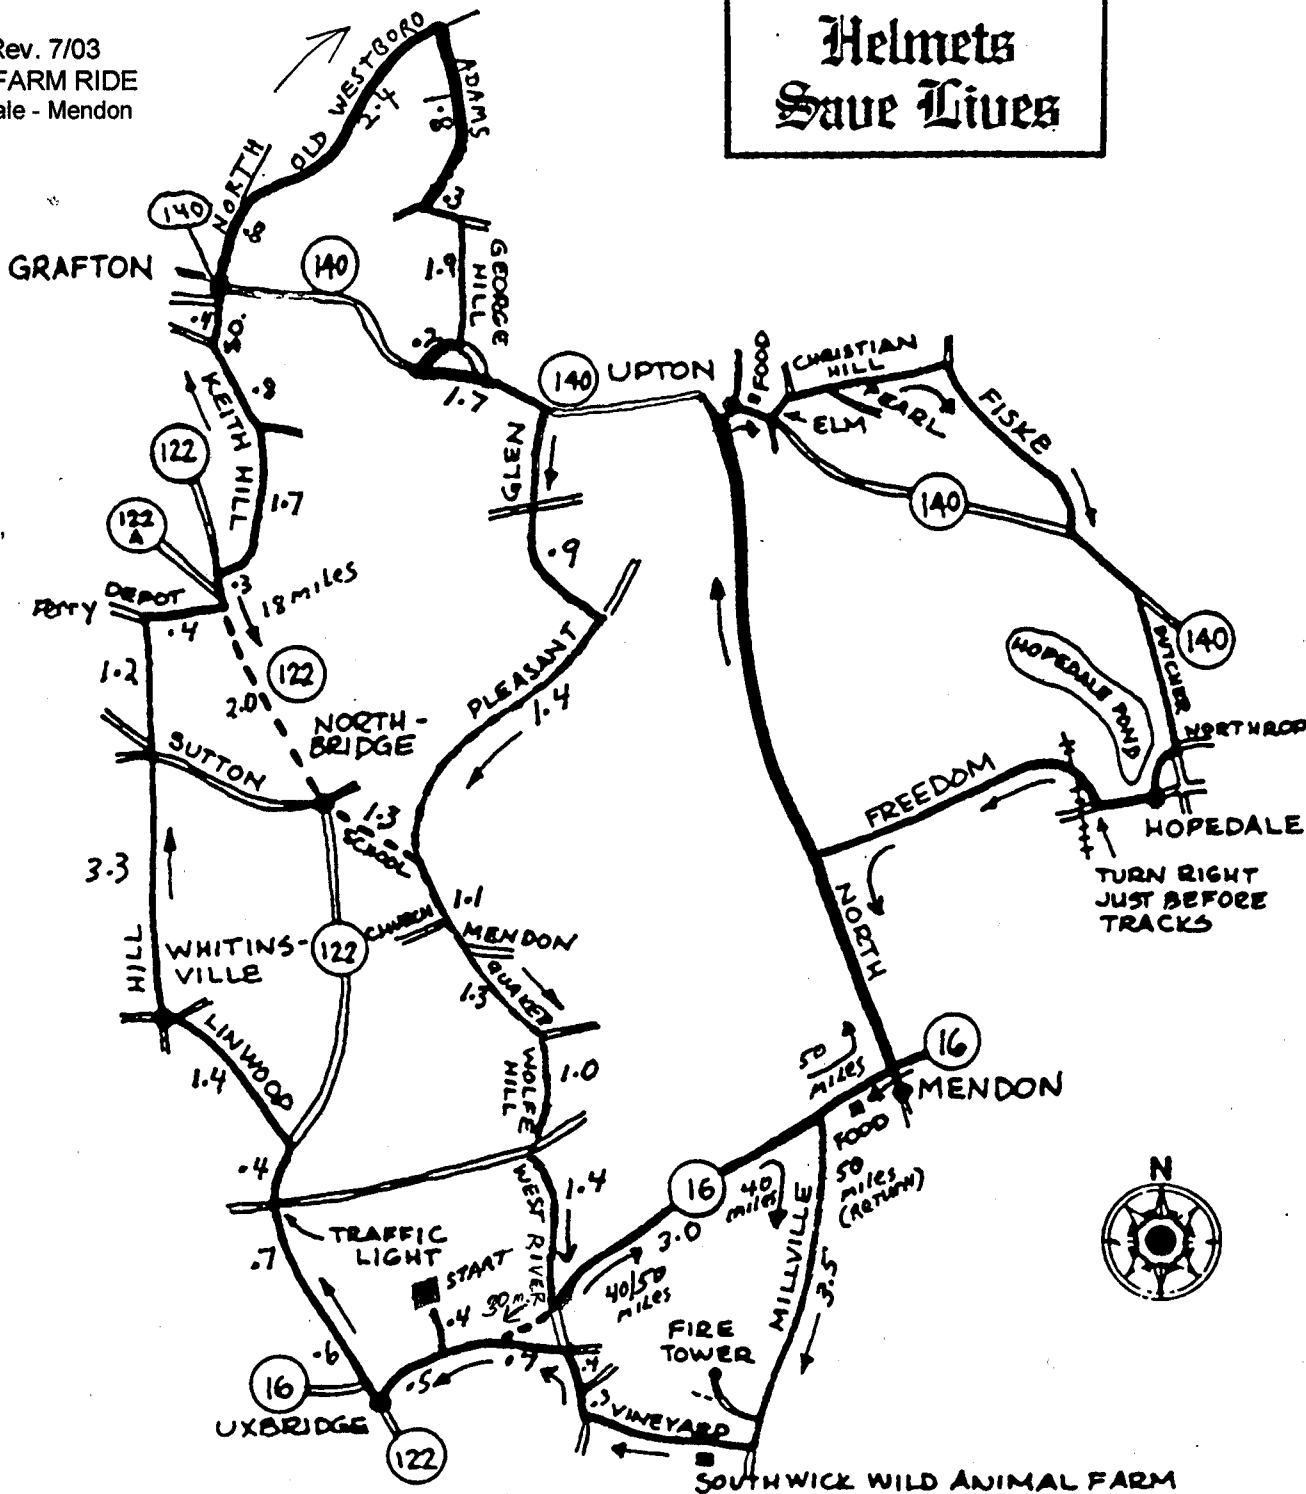 Rev. 7/03
FARM RIDE
ale - Mendon
Helmets
Save Lives
OLD WESTBORO
2.4
ADAMS
1.8
NORTH
.8
140
.3
GRAFTON
140
GEORGE
HILL
1.9
.4
SO.
.2
1.7
140
UPTON
FOOD
CHRISTIAN
HILL
PEARL
ELM
FISKE
KEITH HILL
.8
122
1.7
GLEN
140
122
A
.9
.3
18 miles
Ferry
DEPOT
.4
1.2
122
2.0
PLEASANT
1.4
140
BUTCHER
HOPEDALE POND
NORTHROP
NORTH-
BRIDGE
SUTTON
1.3
SCHOOL
FREEDOM
HOPEDALE
TURN RIGHT
JUST BEFORE
TRACKS
3.3
HILL
1.1
NORTH
WHITINS-
VILLE
122
CHURCH
MENDON
QUAKER
1.3
LINWOOD
1.4
WOLFE
HILL
1.0
50
MILES
16
MENDON
FOOD
50
miles
(RETURN)
.4
16
40
miles
WEST RIVER
1.4
TRAFFIC
LIGHT
3.0
MILLVILLE
3.5
N
.7
START
.4
30 m.
40/50
miles
FIRE
TOWER
.6
.5
.7
.4
16
UXBRIDGE
122
.3
VINEYARD
SOUTHWICK WILD ANIMAL FARM